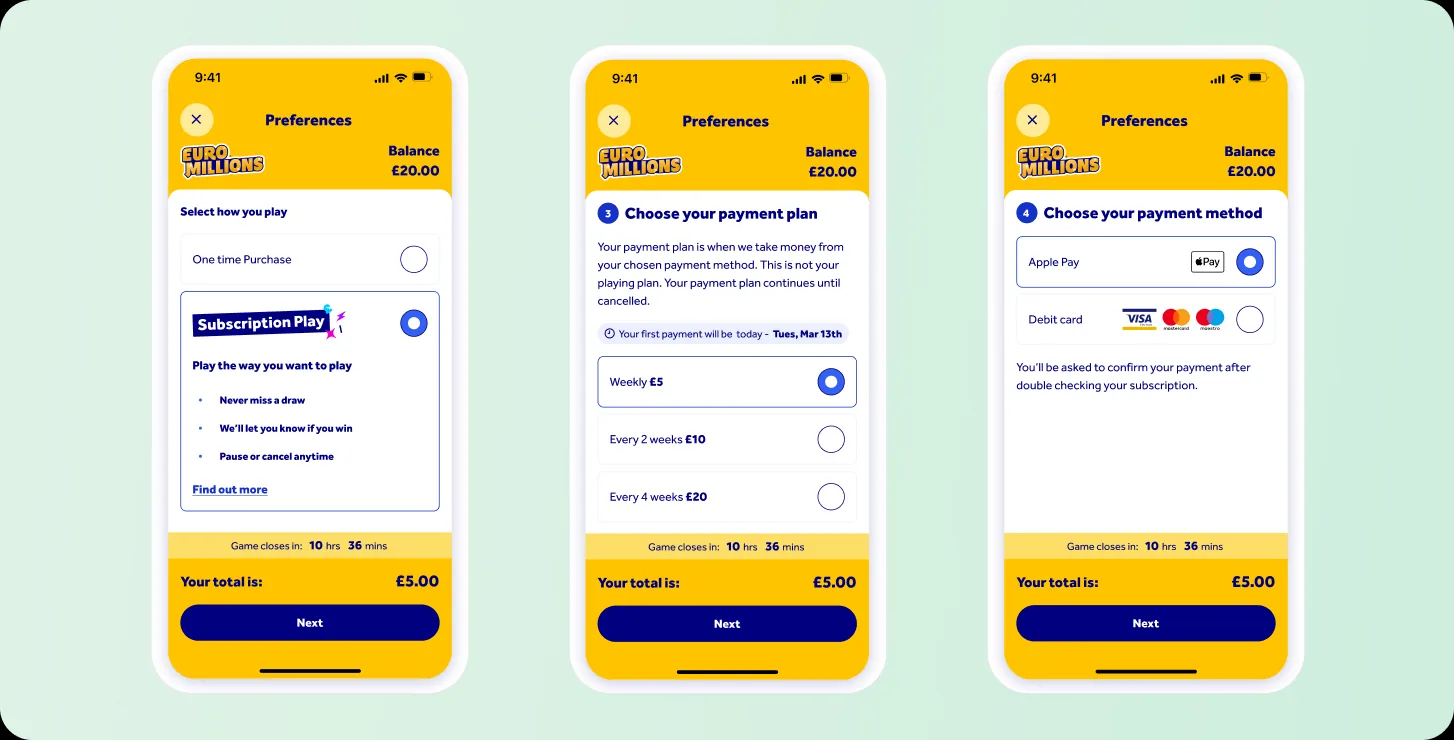 9:41
Preferences
EURO
MILLIONS
Balance
£20.00
Select how you play
One time Purchase
Subscription Play
Play the way you want to play
• Never miss a draw
• We’ll let you know if you win
• Pause or cancel anytime
Find out more
Game closes in: 10 hrs 36 mins
Your total is: £5.00
Next
9:41
Preferences
EURO
MILLIONS
Balance
£20.00
3 Choose your payment plan
Your payment plan is when we take money from
your chosen payment method. This is not your
playing plan. Your payment plan continues until
cancelled.
Your first payment will be today - Tues, Mar 13th
Weekly £5
Every 2 weeks £10
Every 4 weeks £20
Game closes in: 10 hrs 36 mins
Your total is: £5.00
Next
9:41
Preferences
EURO
MILLIONS
Balance
£20.00
4 Choose your payment method
Apple Pay Pay
Debit card VISA mastercard maestro
You’ll be asked to confirm your payment after
double checking your subscription.
Game closes in: 10 hrs 36 mins
Your total is: £5.00
Next